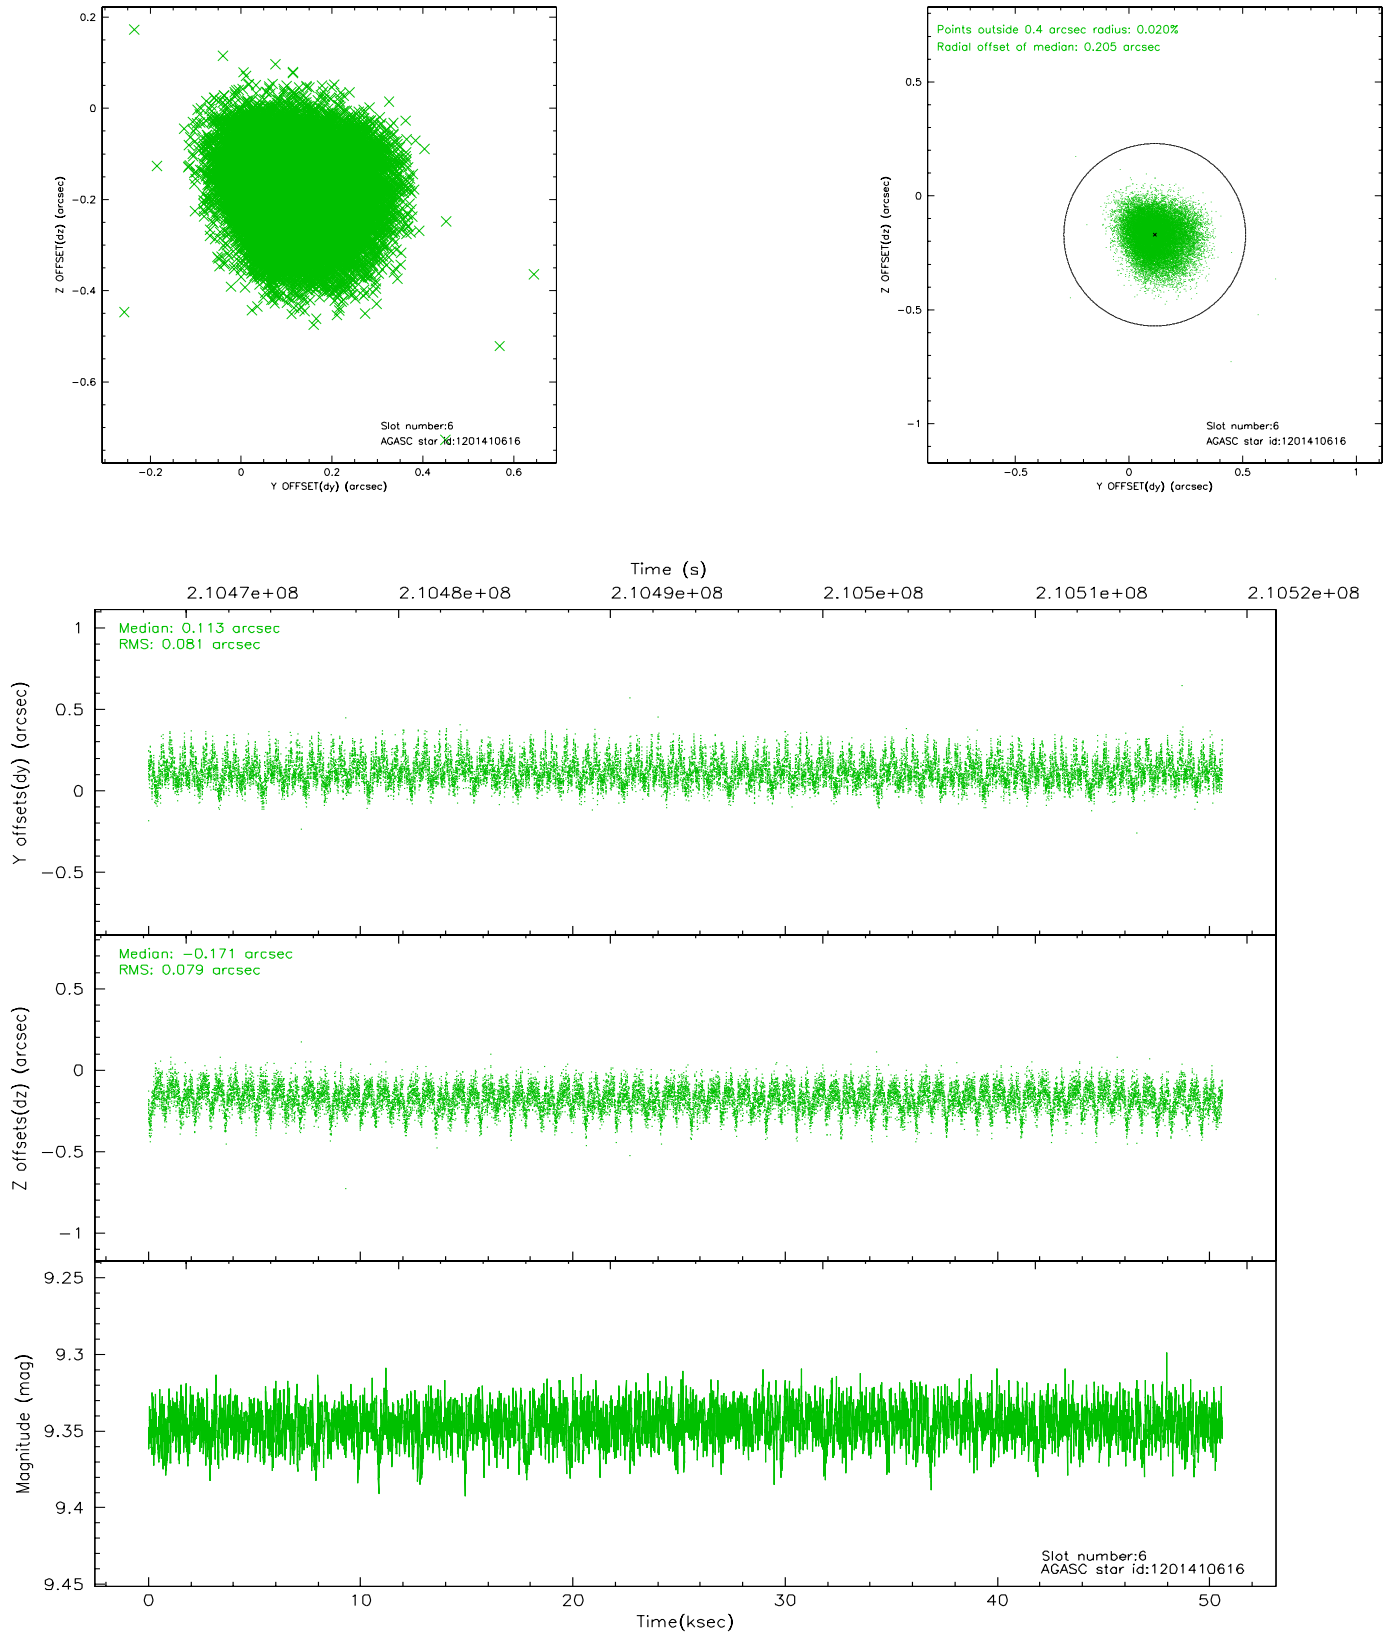 0.2
0
−0.2
−0.4
−0.6
−0.2
0
0.2
0.4
0.6
Z OFFSET(dz) (arcsec)
Y OFFSET(dy) (arcsec)
Slot number:6
AGASC star id:1201410616
Points outside 0.4 arcsec radius: 0.020%
Radial offset of median: 0.205 arcsec
0.5
0
−0.5
−1
−0.5
0
0.5
1
Z OFFSET(dz) (arcsec)
Y OFFSET(dy) (arcsec)
Slot number:6
AGASC star id:1201410616
Time (s)
2.1047e+08
2.1048e+08
2.1049e+08
2.105e+08
2.1051e+08
2.1052e+08
Median: 0.113 arcsec
RMS: 0.081 arcsec
1
0.5
0
−0.5
Y offsets(dy) (arcsec)
Median: −0.171 arcsec
RMS: 0.079 arcsec
0.5
0
−0.5
−1
Z offsets(dz) (arcsec)
9.25
9.3
9.35
9.4
9.45
Magnitude (mag)
Slot number:6
AGASC star id:1201410616
0
10
20
30
40
50
Time(ksec)